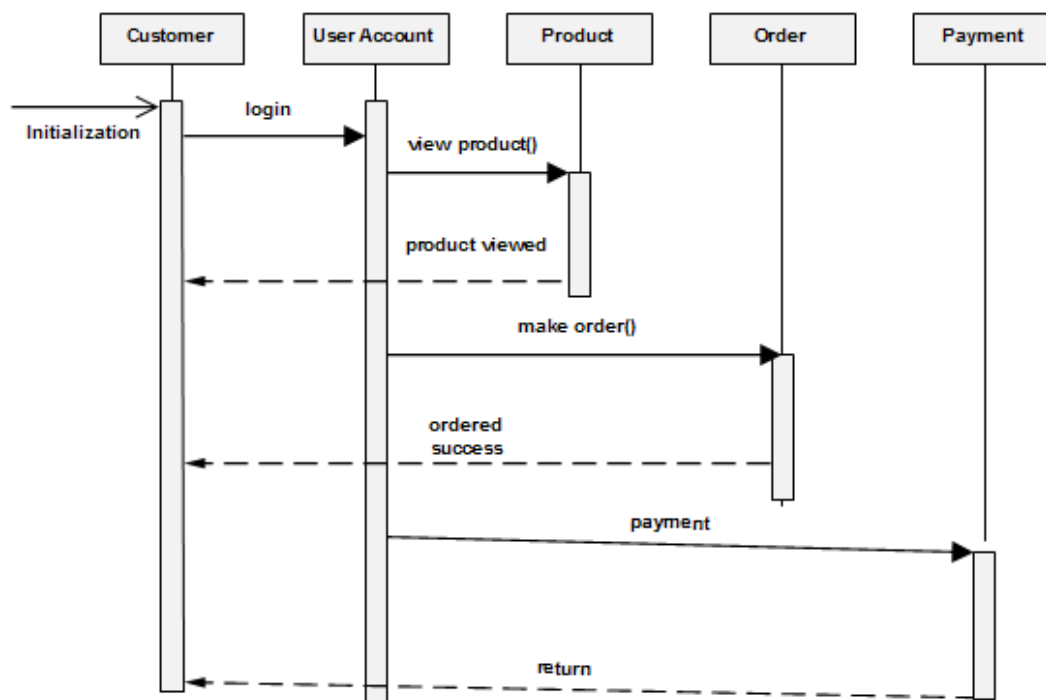 Customer
User Account
Product
Order
Payment
Initialization
login
view product()
product viewed
make order()
ordered
success
payment
return